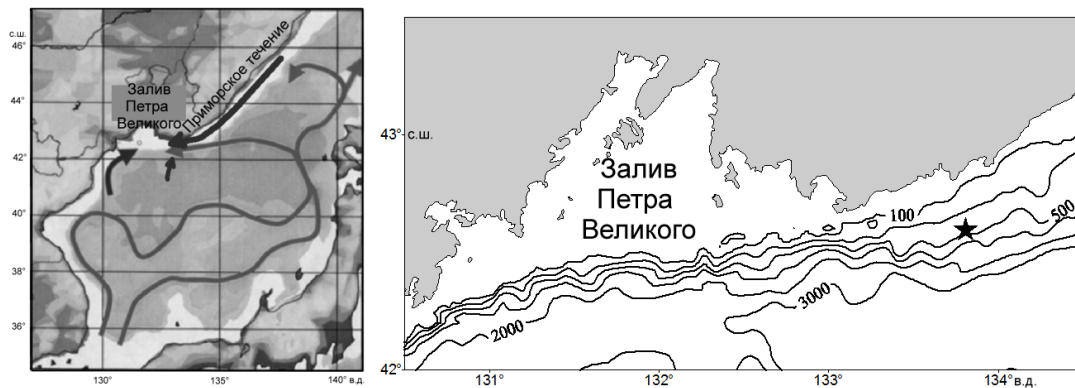 с.ш.
46°
44°
42°
40°
38°
36°
130°
135°
140° в.д.
Залив
Петра
Великого
Приморское течение
43° с.ш.
42°
131°
132°
133°
134° в.д.
Залив
Петра
Великого
100
500
2000
3000